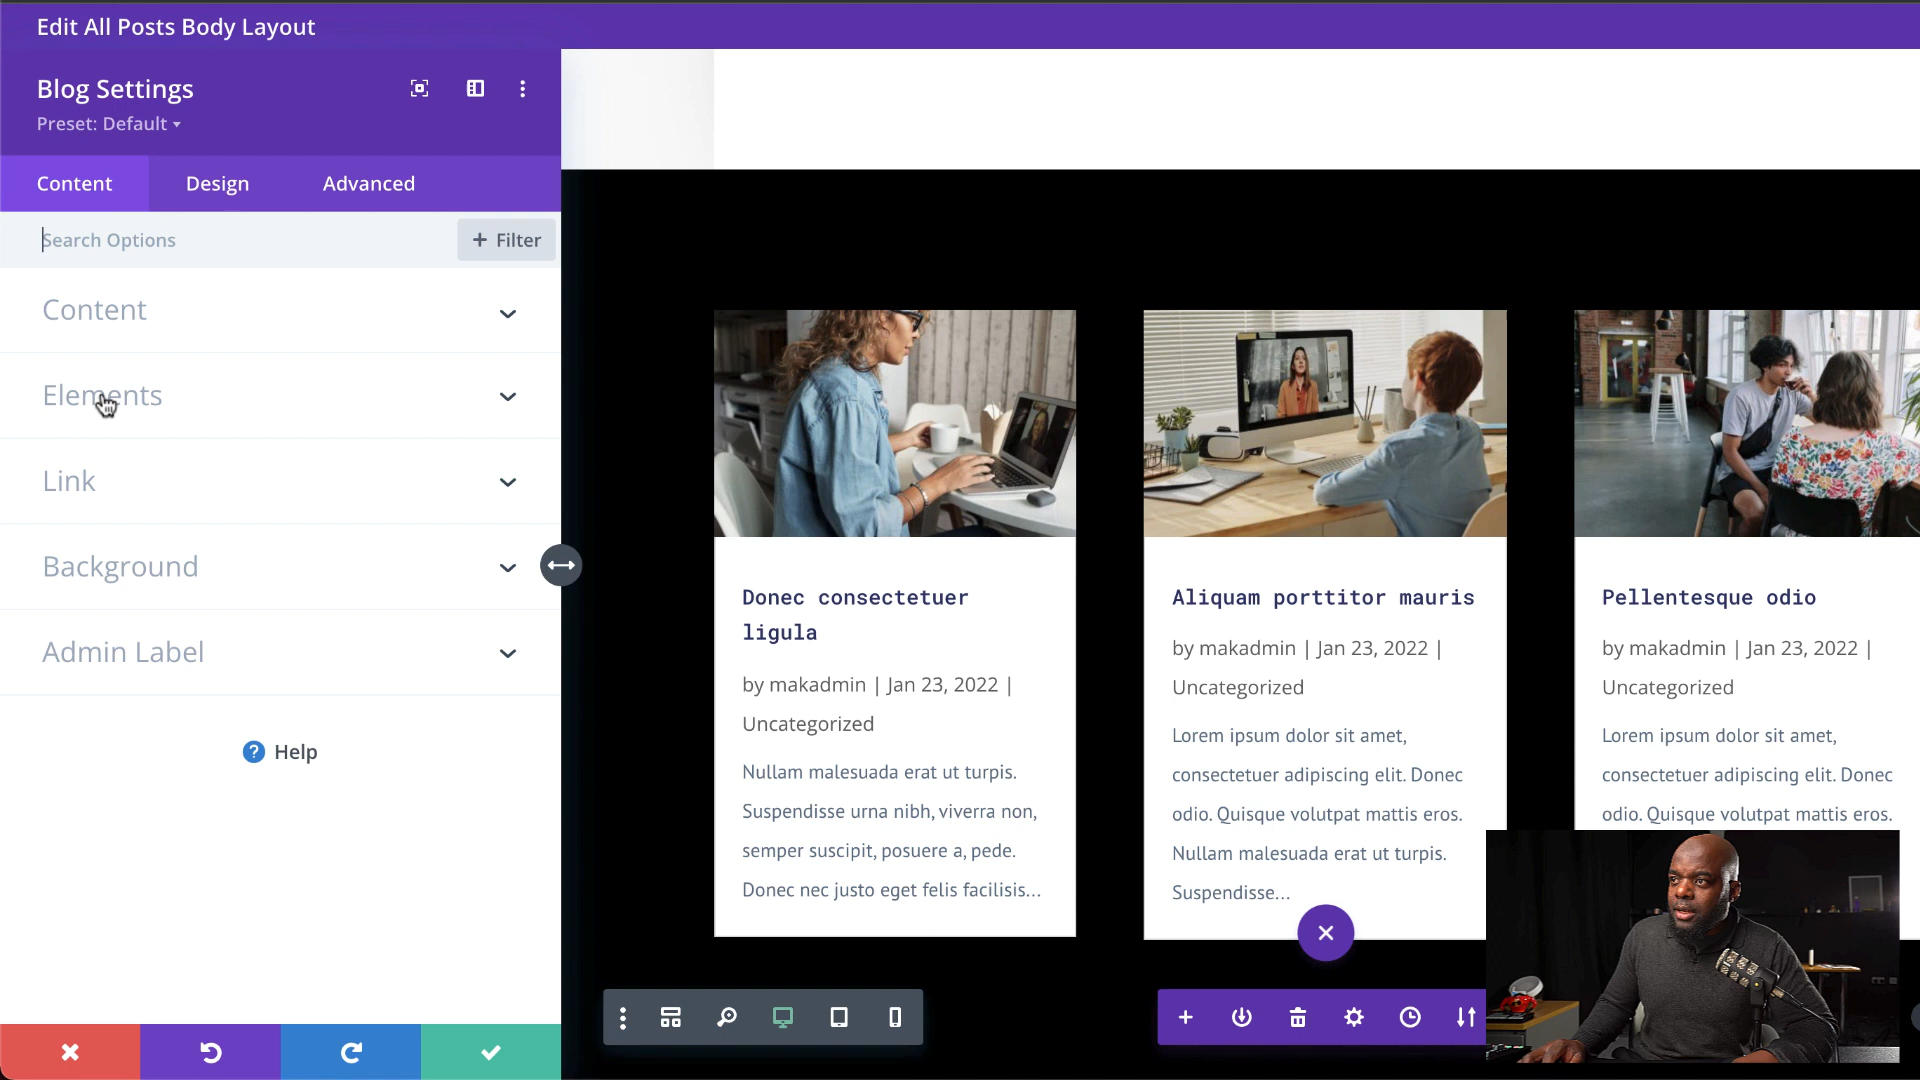 Edit All Posts Body Layout
Blog Settings
Preset: Default
Content
Design
Advanced
Search Options
+ Filter
Content
Elements
Link
Background
Admin Label
? Help
Donec consectetuer
ligula
by makadmin | Jan 23, 2022 |
Uncategorized
Nullam malesuada erat ut turpis.
Suspendisse urna nibh, viverra non,
semper suscipit, posuere a, pede.
Donec nec justo eget felis facilisis...
Aliquam porttitor mauris
by makadmin | Jan 23, 2022 |
Uncategorized
Lorem ipsum dolor sit amet,
consectetuer adipiscing elit. Donec
odio. Quisque volutpat mattis eros.
Nullam malesuada erat ut turpis.
Suspendisse...
Pellentesque odio
by makadmin | Jan 23, 2022 |
Uncategorized
Lorem ipsum dolor sit amet,
consectetuer adipiscing elit. Donec
odio. Quisque volutpat mattis eros.